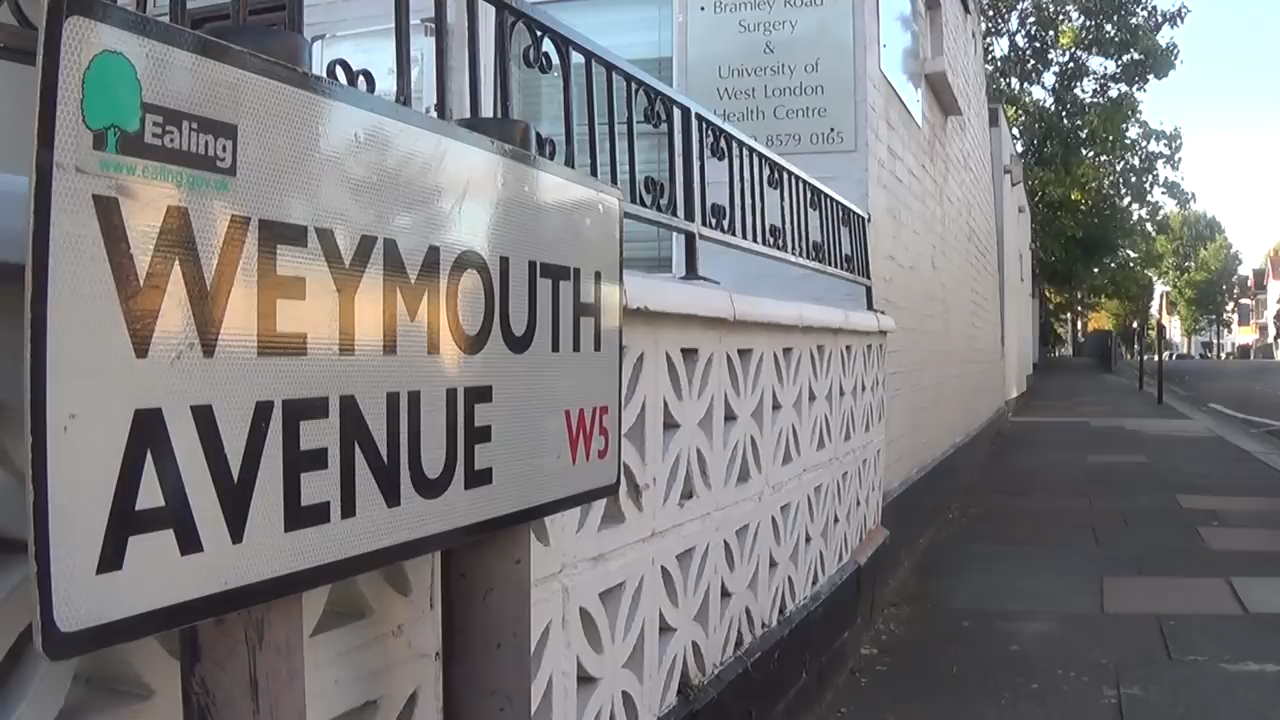 Ealing
www.ealing.gov.uk
WEYMOUTH
AVENUE
W5
• Bramley Road
Surgery
&
University of
West London
Health Centre
8579 0165